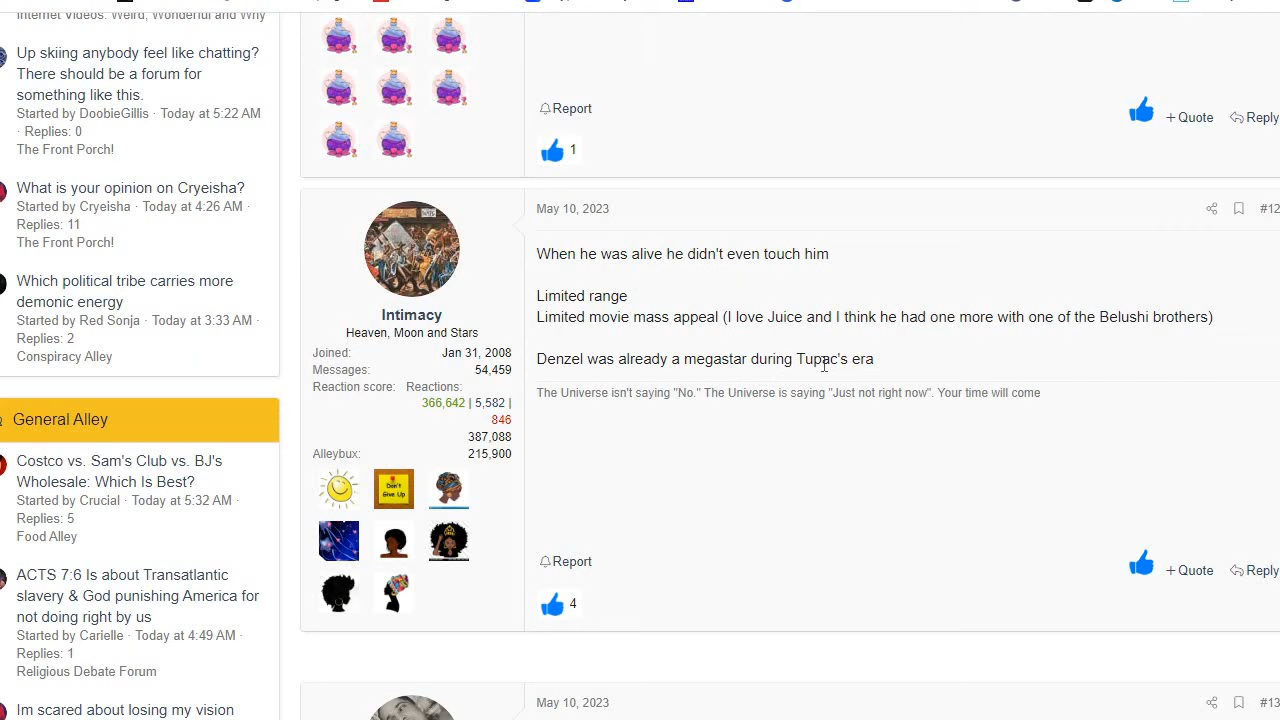 Internet Videos: Weird, Wonderful and Why
Up skiing anybody feel like chatting?
There should be a forum for
something like this.
Started by DoobieGillis · Today at 5:22 AM
· Replies: 0
The Front Porch!
What is your opinion on Cryeisha?
Started by Cryeisha · Today at 4:26 AM ·
Replies: 11
The Front Porch!
Which political tribe carries more
demonic energy
Started by Red Sonja · Today at 3:33 AM ·
Replies: 2
Conspiracy Alley
General Alley
Costco vs. Sam's Club vs. BJ's
Wholesale: Which Is Best?
Started by Crucial · Today at 5:32 AM ·
Replies: 5
Food Alley
ACTS 7:6 Is about Transatlantic
slavery & God punishing America for
not doing right by us
Started by Carielle · Today at 4:49 AM ·
Replies: 1
Religious Debate Forum
Im scared about losing my vision
Report
+ Quote
Reply
1
Intimacy
Heaven, Moon and Stars
Joined: Jan 31, 2008
Messages: 54,459
Reaction score: Reactions:
366,642 | 5,582 |
846
387,088
Alleybux: 215,900
Don't
Give Up
May 10, 2023
#12
When he was alive he didn't even touch him
Limited range
Limited movie mass appeal (I love Juice and I think he had one more with one of the Belushi brothers)
Denzel was already a megastar during Tupac's era
The Universe isn't saying "No." The Universe is saying "Just not right now". Your time will come
Report
+ Quote
Reply
4
May 10, 2023
#13